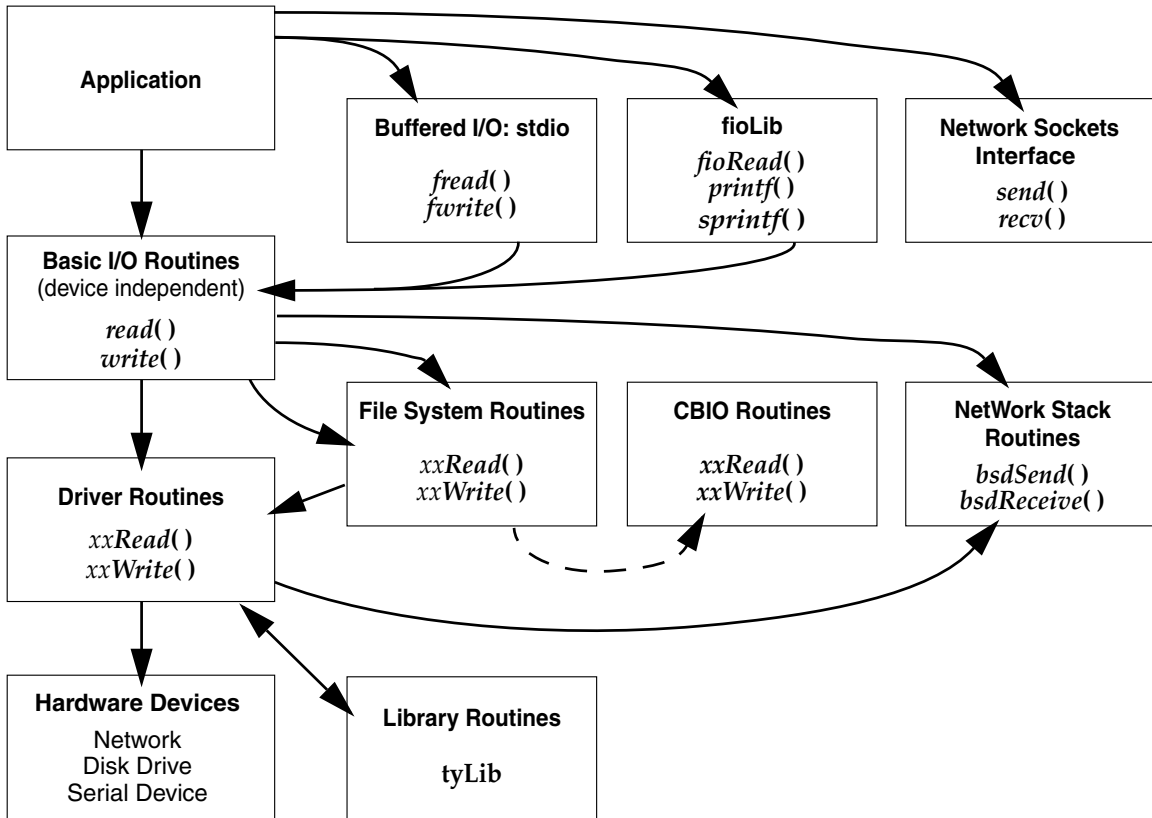 Application
Buffered I/O: stdio
fread( )
fwrite( )
fioLib
fioRead( )
printf( )
sprintf( )
Network Sockets
Interface
send( )
recv( )
Basic I/O Routines
(device independent)
read( )
write( )
File System Routines
xxRead( )
xxWrite( )
CBIO Routines
xxRead( )
xxWrite( )
NetWork Stack
Routines
bsdSend( )
bsdReceive( )
Driver Routines
xxRead( )
xxWrite( )
Hardware Devices
Network
Disk Drive
Serial Device
Library Routines
tyLib